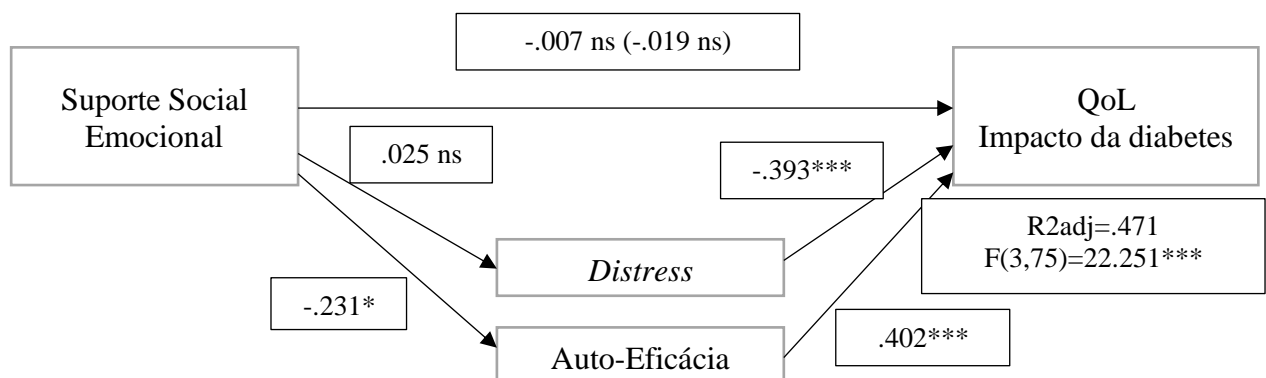 -.007 ns (-.019 ns)
Suporte Social
Emocional
QoL
Impacto da diabetes
.025 ns
-.393***
R2adj=.471
F(3,75)=22.251***
Distress
-.231*
.402***
Auto-Eficácia